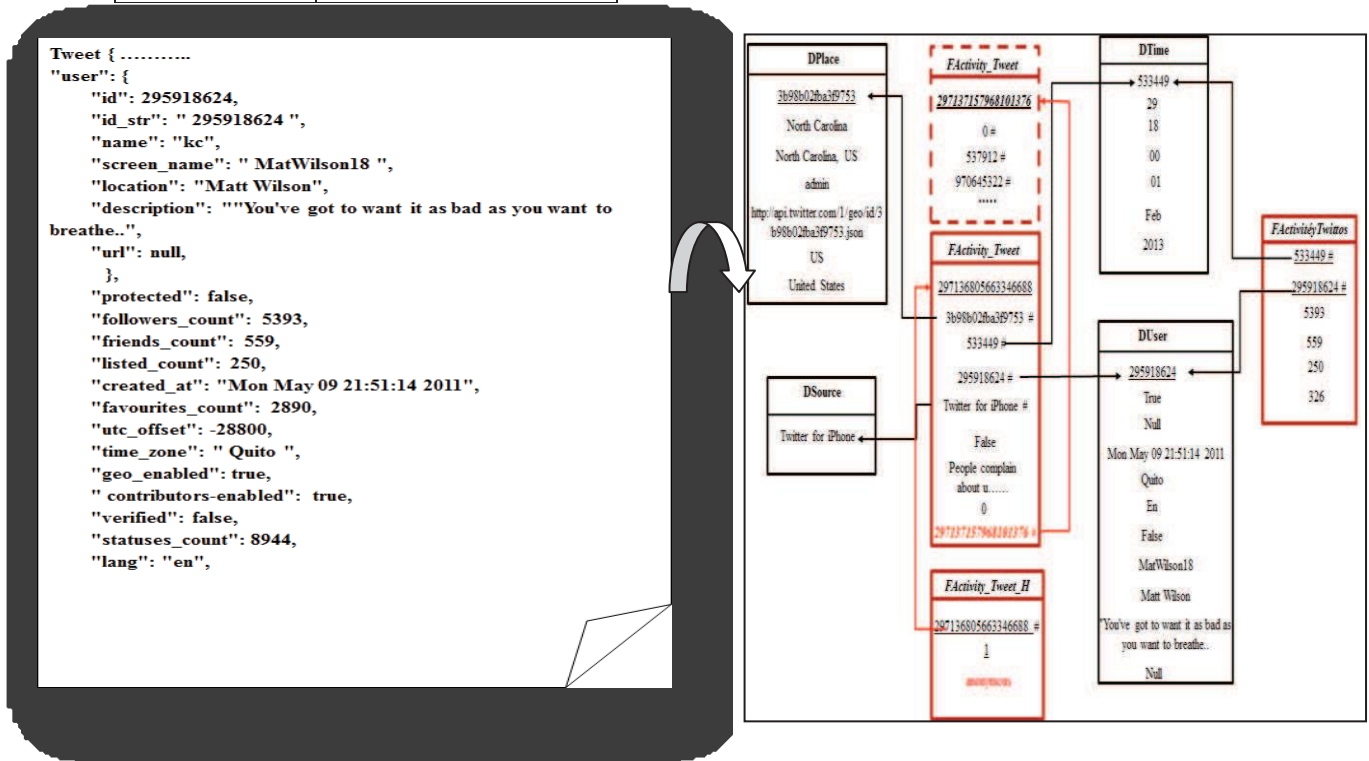 Tweet { ………..
"user": {
"id": 295918624,
"id_str": " 295918624 ",
"name": "kc",
"screen_name": " MatWilson18 ",
"location": "Matt Wilson",
"description": ""You've got to want it as bad as you want to
breathe..",
"url": null,
},
"protected": false,
"followers_count": 5393,
"friends_count": 559,
"listed_count": 250,
"created_at": "Mon May 09 21:51:14 2011",
"favourites_count": 2890,
"utc_offset": -28800,
"time_zone": " Quito ",
"geo_enabled": true,
" contributors-enabled": true,
"verified": false,
"statuses_count": 8944,
"lang": "en",
DPlace
3b98b02fba3f9753
North Carolina
North Carolina, US
admin
http://api.twitter.com/1/geo/id/3
b98b02fba3f9753.json
US
United States
DSource
Twitter for iPhone
FActivity_Tweet
297137157968101376
0 #
537912 #
970645322 #
*****
FActivity_Tweet
297136805663346688
3b98b02fba3f9753 #
533449 #
295918624 #
Twitter for iPhone #
False
People complain
about u......
0
297137157968101376 #
FActivity_Tweet_H
297136805663346688 #
1
anonymous
DTime
533449
29
18
00
01
Feb
2013
DUser
295918624
True
Null
Mon May 09 21:51:14 2011
Quito
En
False
MatWilson18
Matt Wilson
"You've got to want it as bad as
you want to breathe..
Null
FActivitéyTwittos
533449 #
295918624 #
5393
559
250
326